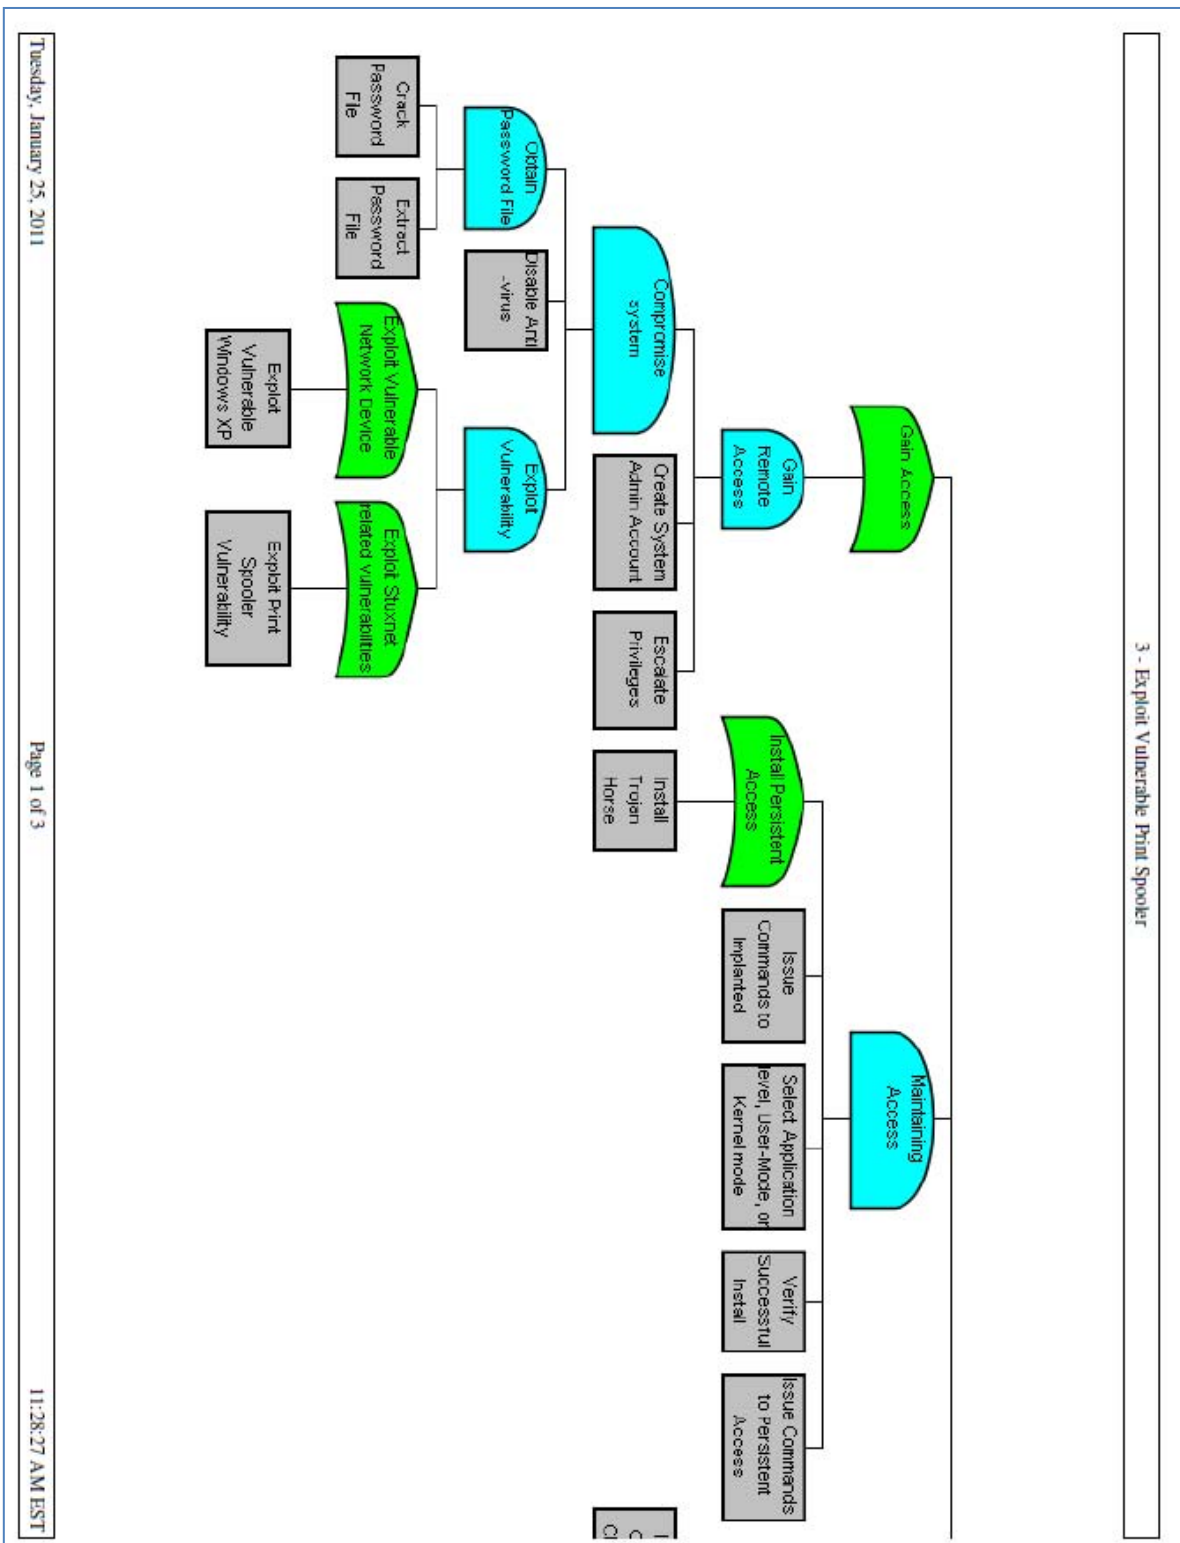 3 - Exploit Vulnerable Print Spooler
Gain Access
Maintaining
Access
Gain
Remote
Access
Install Persistent
Access
Issue
Commands to
Implanted
Select Application
level, User-Mode, or
Kernel mode
Verify
Successful
Install
Issue Commands
to Persistent
Access
Compromise
system
Create System
Admin Account
Escalate
Privileges
Install
Trojan
Horse
Obtain
Password File
Disable Anti
-virus
Exploit
Vulnerability
Crack
Password
File
Extract
Password
File
Exploit Vulnerable
Network Device
Exploit Stuxnet
related vulnerabilities
Exploit
Vulnerable
Windows XP
Exploit Print
Spooler
Vulnerability
Tuesday, January 25, 2011
Page 1 of 3
11:28:27 AM EST